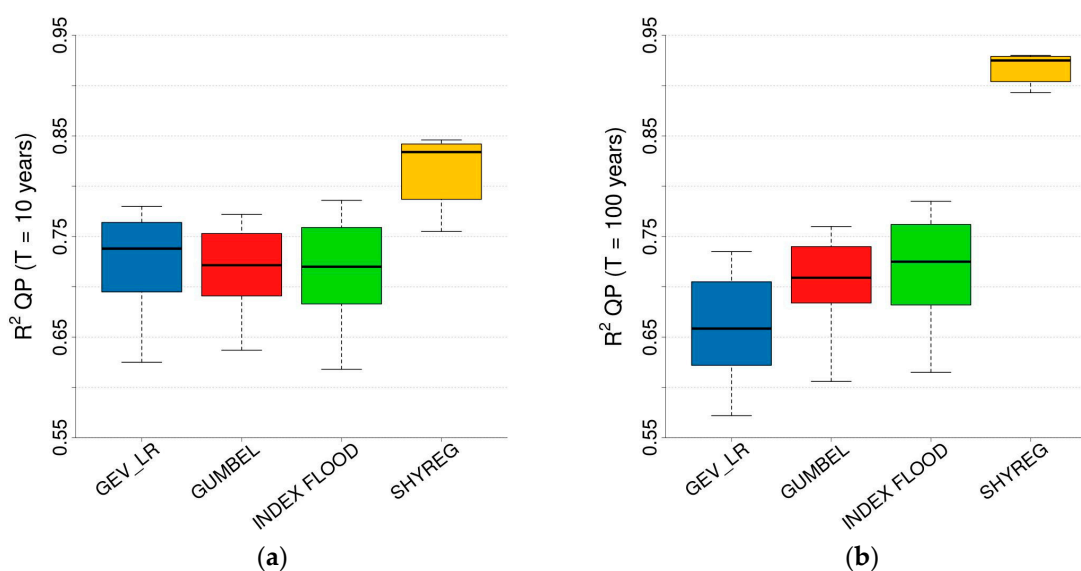 R² QP (T = 10 years)
0.95
0.85
0.75
0.65
0.55
GEV_LR
GUMBEL
INDEX FLOOD
SHYREG
(a)
R² QP (T = 100 years)
0.95
0.85
0.75
0.65
0.55
GEV_LR
GUMBEL
INDEX FLOOD
SHYREG
(b)